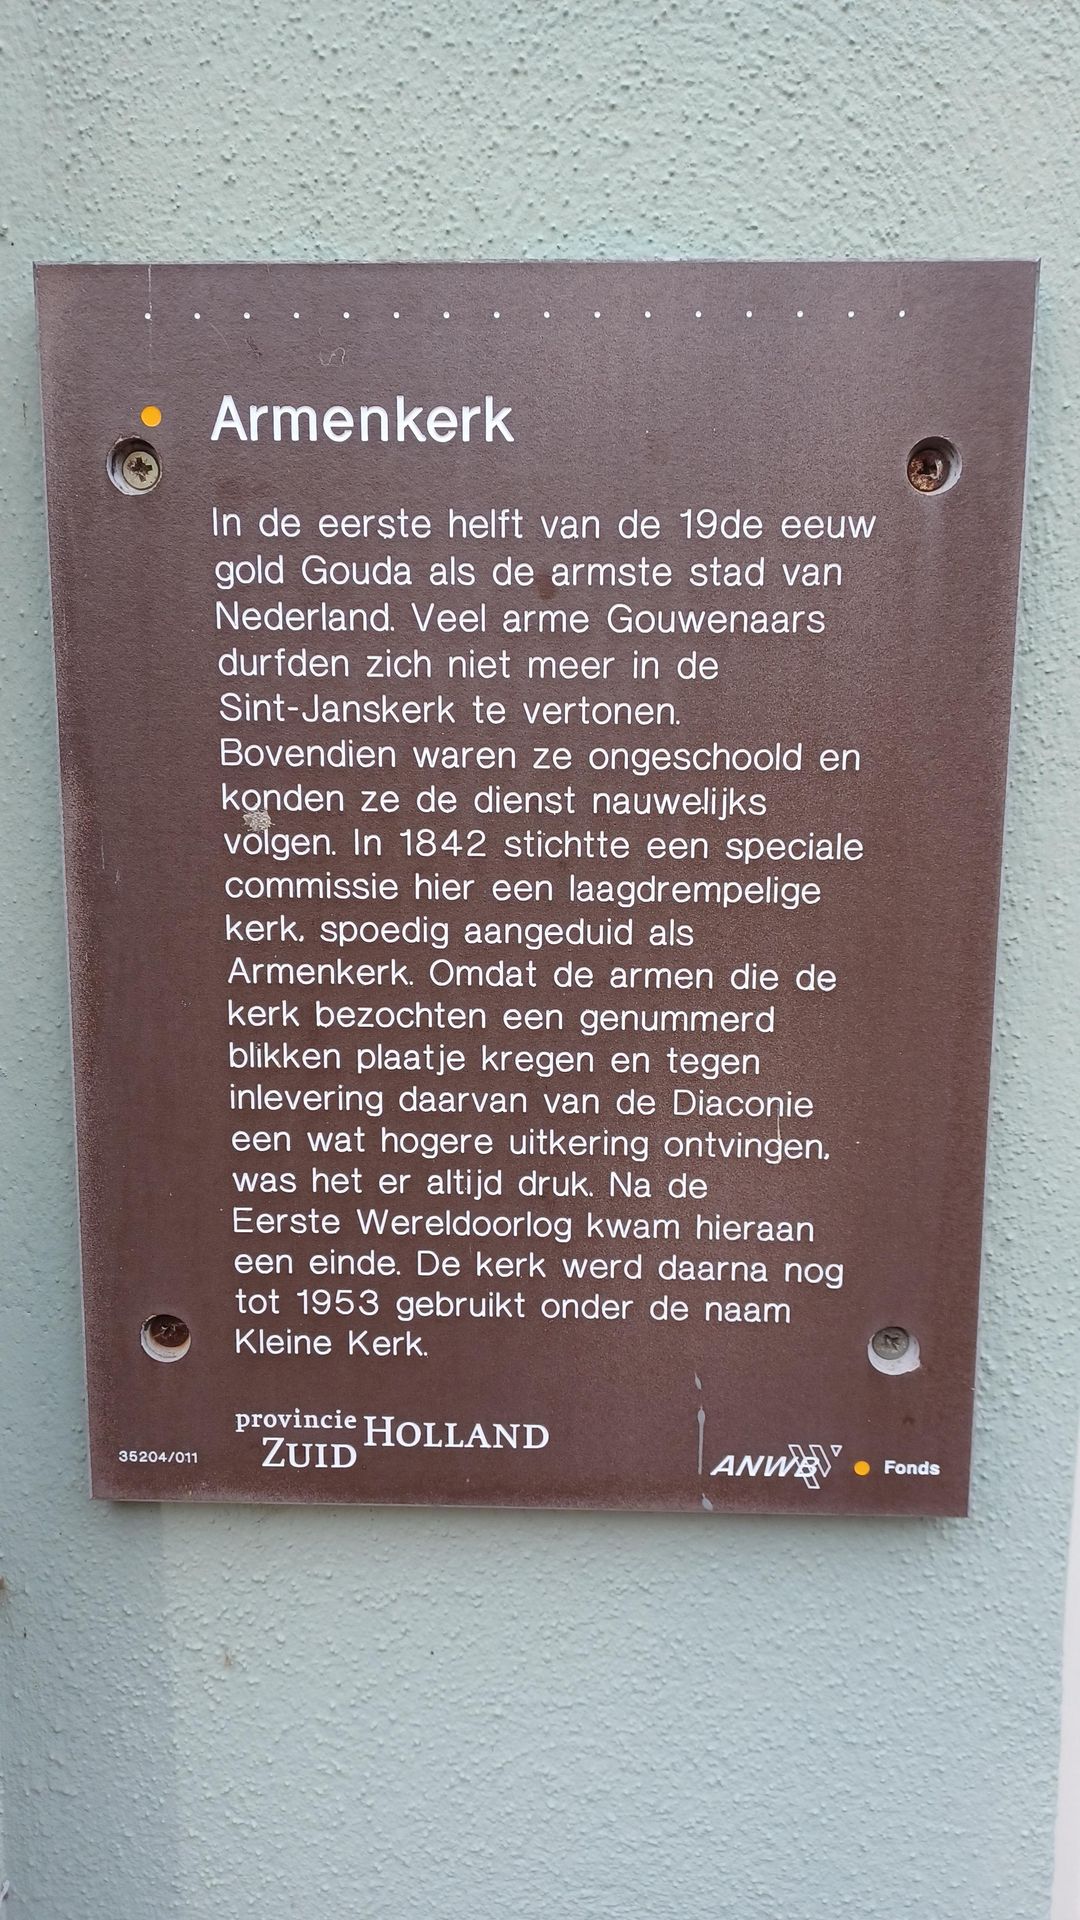 Armenkerk
In de eerste helft van de 19de eeuw
gold Gouda als de armste stad van
Nederland. Veel arme Gouwenaars
durfden zich niet meer in de
Sint-Janskerk te vertonen.
Bovendien waren ze ongeschoold en
konden ze de dienst nauwelijks
volgen. In 1842 stichtte een speciale
commissie hier een laagdrempelige
kerk, spoedig aangeduid als
Armenkerk. Omdat de armen die de
kerk bezochten een genummerd
blikken plaatje kregen en tegen
inlevering daarvan van de Diaconie
een wat hogere uitkering ontvingen,
was het er altijd druk. Na de
Eerste Wereldoorlog kwam hieraan
een einde. De kerk werd daarna nog
tot 1953 gebruikt onder de naam
Kleine Kerk.
35204/011
provincie HOLLAND
ZUID
ANWB Fonds